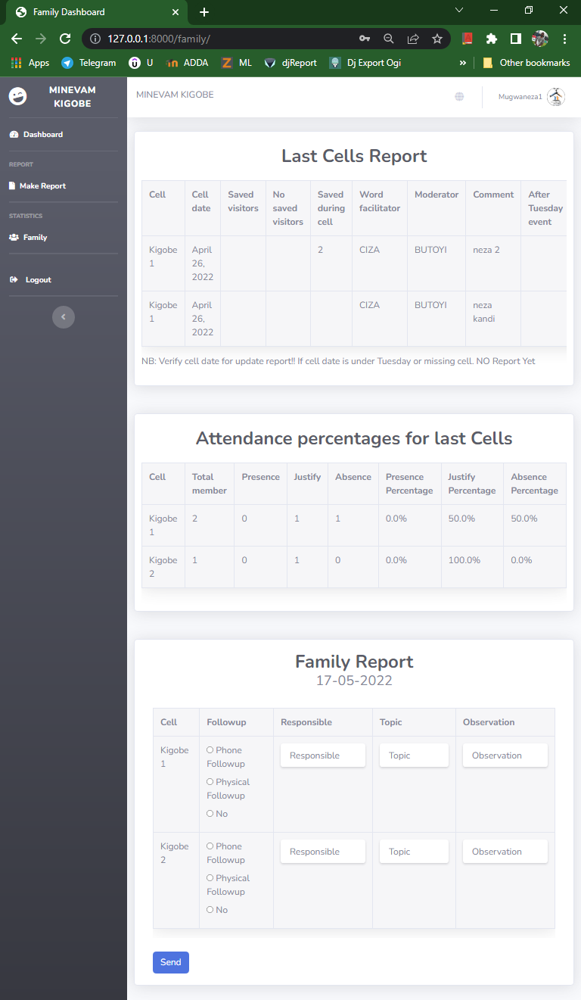 Family Dashboard
127.0.0.1:8000/family/
Apps Telegram U ADDA ML djReport Dj Export Ogi » Other bookmarks
MINEVAM KIGOBE
MINEVAM KIGOBE Mugwaneza1
Dashboard
REPORT
Make Report
STATISTICS
Family
Logout
Last Cells Report
Cell Cell date Saved visitors No saved visitors Saved during cell Word facilitator Moderator Comment After Tuesday event
Kigobe 1 April 26, 2022 2 CIZA BUTOYI neza 2
Kigobe 1 April 26, 2022 CIZA BUTOYI neza kandi
NB: Verify cell date for update report!! If cell date is under Tuesday or missing cell. NO Report Yet
Attendance percentages for last Cells
Cell Total member Presence Justify Absence Presence Percentage Justify Percentage Absence Percentage
Kigobe 1 2 0 1 1 0.0% 50.0% 50.0%
Kigobe 2 1 0 1 0 0.0% 100.0% 0.0%
Family Report
17-05-2022
Cell Followup Responsible Topic Observation
Kigobe 1 Phone Followup Responsible Topic Observation
Physical Followup
No
Kigobe 2 Phone Followup Responsible Topic Observation
Physical Followup
No
Send